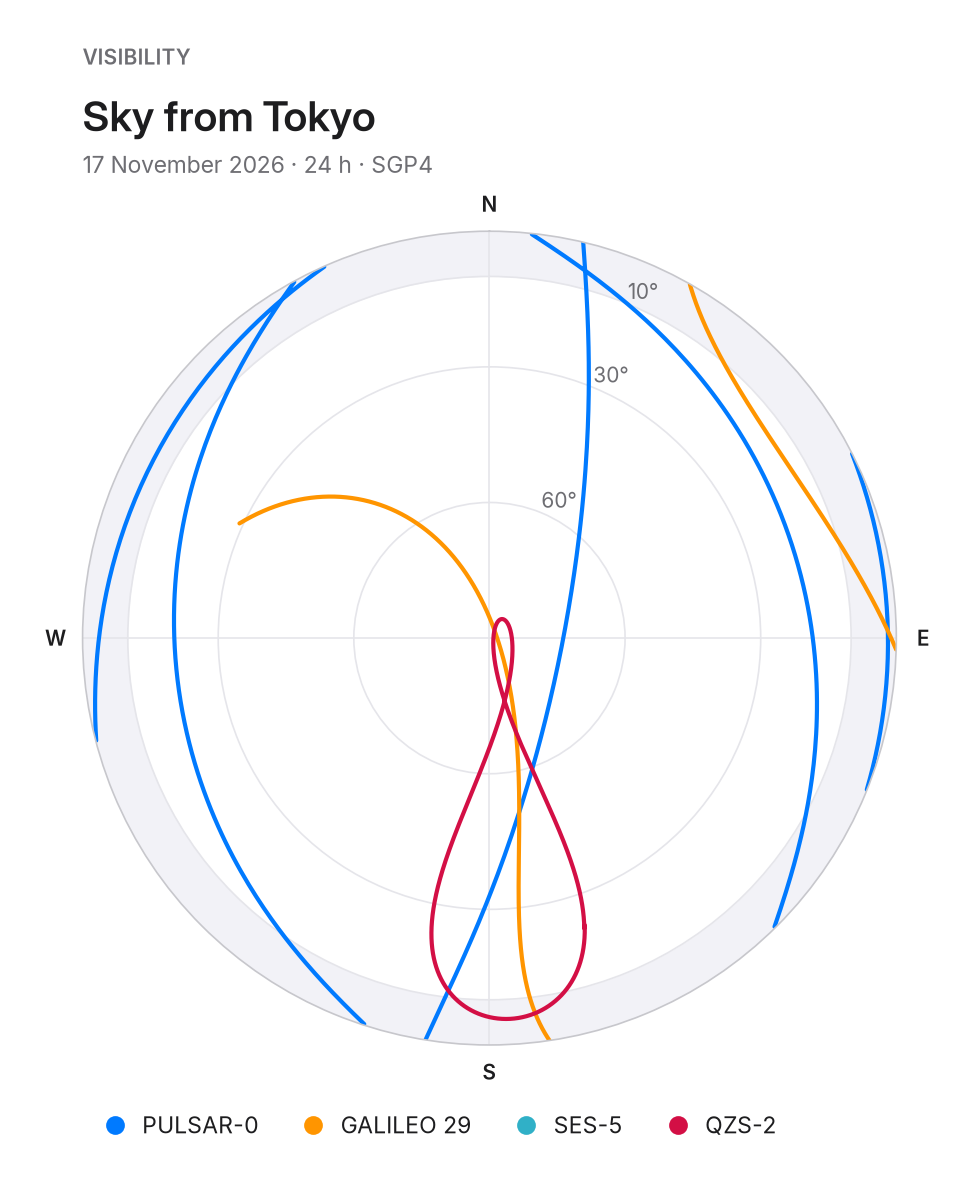 VISIBILITY
Sky from Tokyo
17 November 2026 · 24 h · SGP4
N
10°
30°
60°
W
E
S
PULSAR-0 GALILEO 29 SES-5 QZS-2